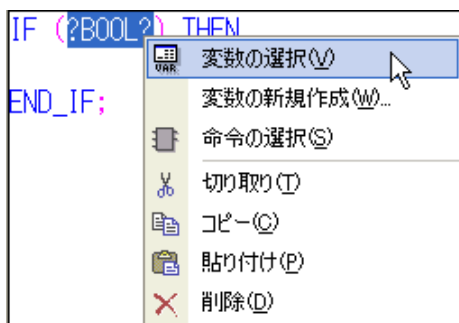 IF (?BOOL?) THEN
VAR
変数の選択(V)
END_IF;
変数の新規作成(W)...
命令の選択(S)
切り取り(T)
コピー(C)
貼り付け(P)
削除(D)